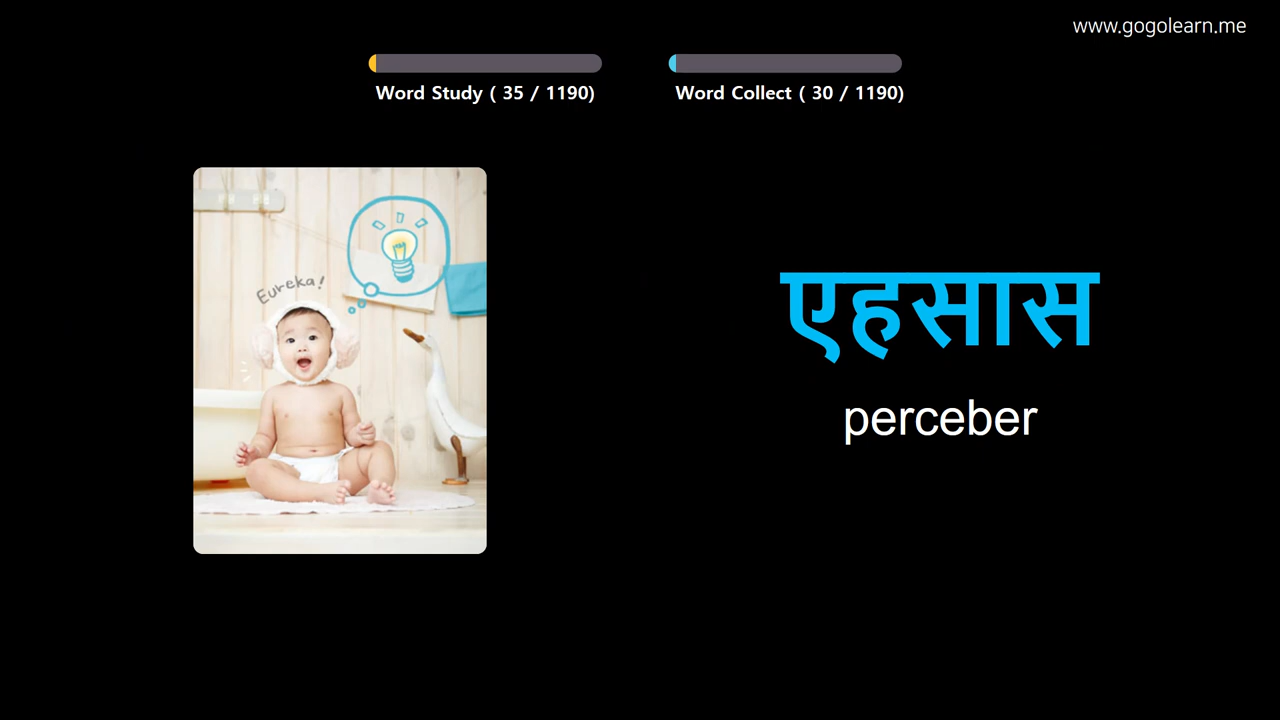 www.gogolearn.me
Word Study ( 35 / 1190)
Word Collect ( 30 / 1190)
Eureka!
एहसास
perceber